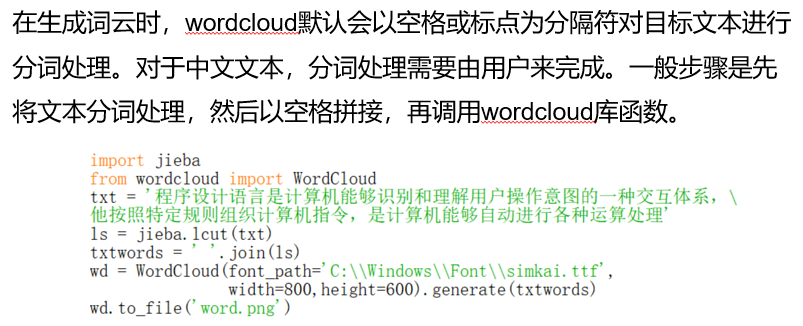 在生成词云时，wordcloud默认会以空格或标点为分隔符对目标文本进行
分词处理。对于中文文本，分词处理需要由用户来完成。一般步骤是先
将文本分词处理，然后以空格拼接，再调用wordcloud库函数。
import jieba
from wordcloud import WordCloud
txt = '程序设计语言是计算机能够识别和理解用户操作意图的一种交互体系，\
他按照特定规则组织计算机指令，是计算机能够自动进行各种运算处理'
ls = jieba.lcut(txt)
txtwords = ' '.join(ls)
wd = WordCloud(font_path='C:\\Windows\\Font\\simkai.ttf',
width=800,height=600).generate(txtwords)
wd.to_file('word.png')